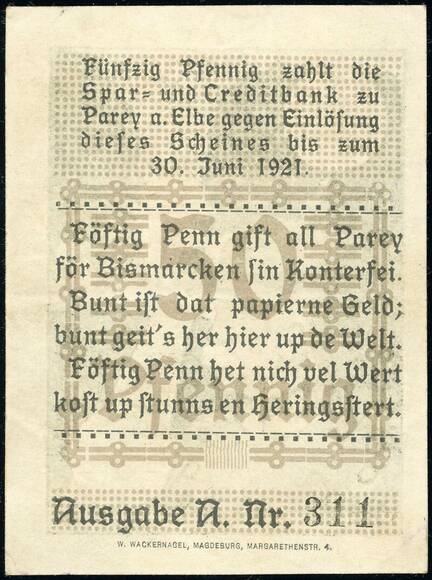 Fünfzig Pfennig zahlt die
Spar- und Creditbank zu
Parey a. Elbe gegen Einlösung
dieses Scheines bis zum
30. Juni 1921.
Föftig Penn gift all Parey
för Bismarcken sin Konterfei.
Bunt ist dat papierne Geld;
bunt geit's her hier up de Welt.
Föftig Penn het nich vel Wert
kost up stunns en Heringsstert.
50
Pfennig
Ausgabe A. Nr. 311
W. WACKERNAGEL, MAGDEBURG, MARGARETHENSTR. 4.